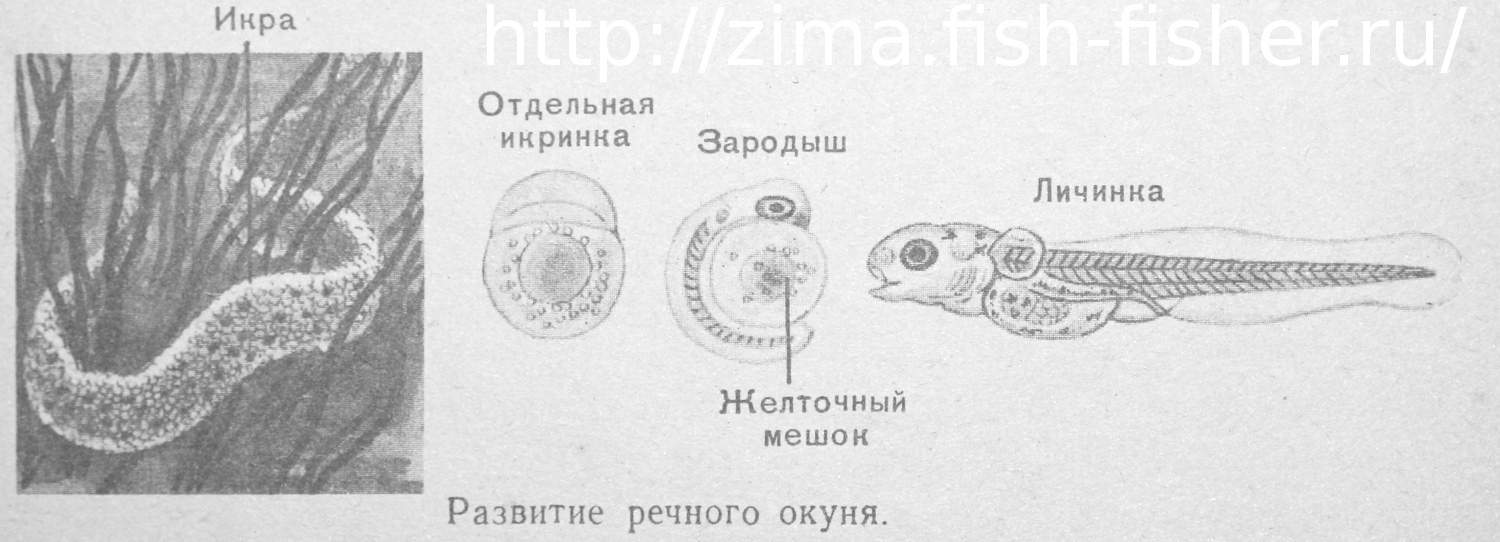 Икра
http://zima.fish-fisher.ru/
Отдельная
икринка
Зародыш
Личинка
Желточный
мешок
Развитие речного окуня.